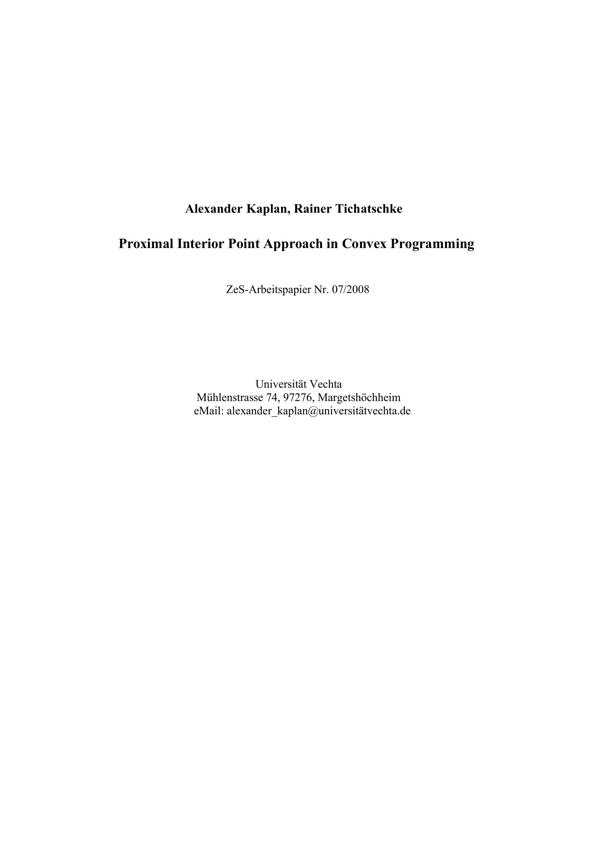 Alexander Kaplan, Rainer Tichatschke
Proximal Interior Point Approach in Convex Programming
ZeS-Arbeitspapier Nr. 07/2008
Universität Vechta
Mühlenstrasse 74, 97276, Margetshöchheim
eMail: alexander_kaplan@universitätvechta.de